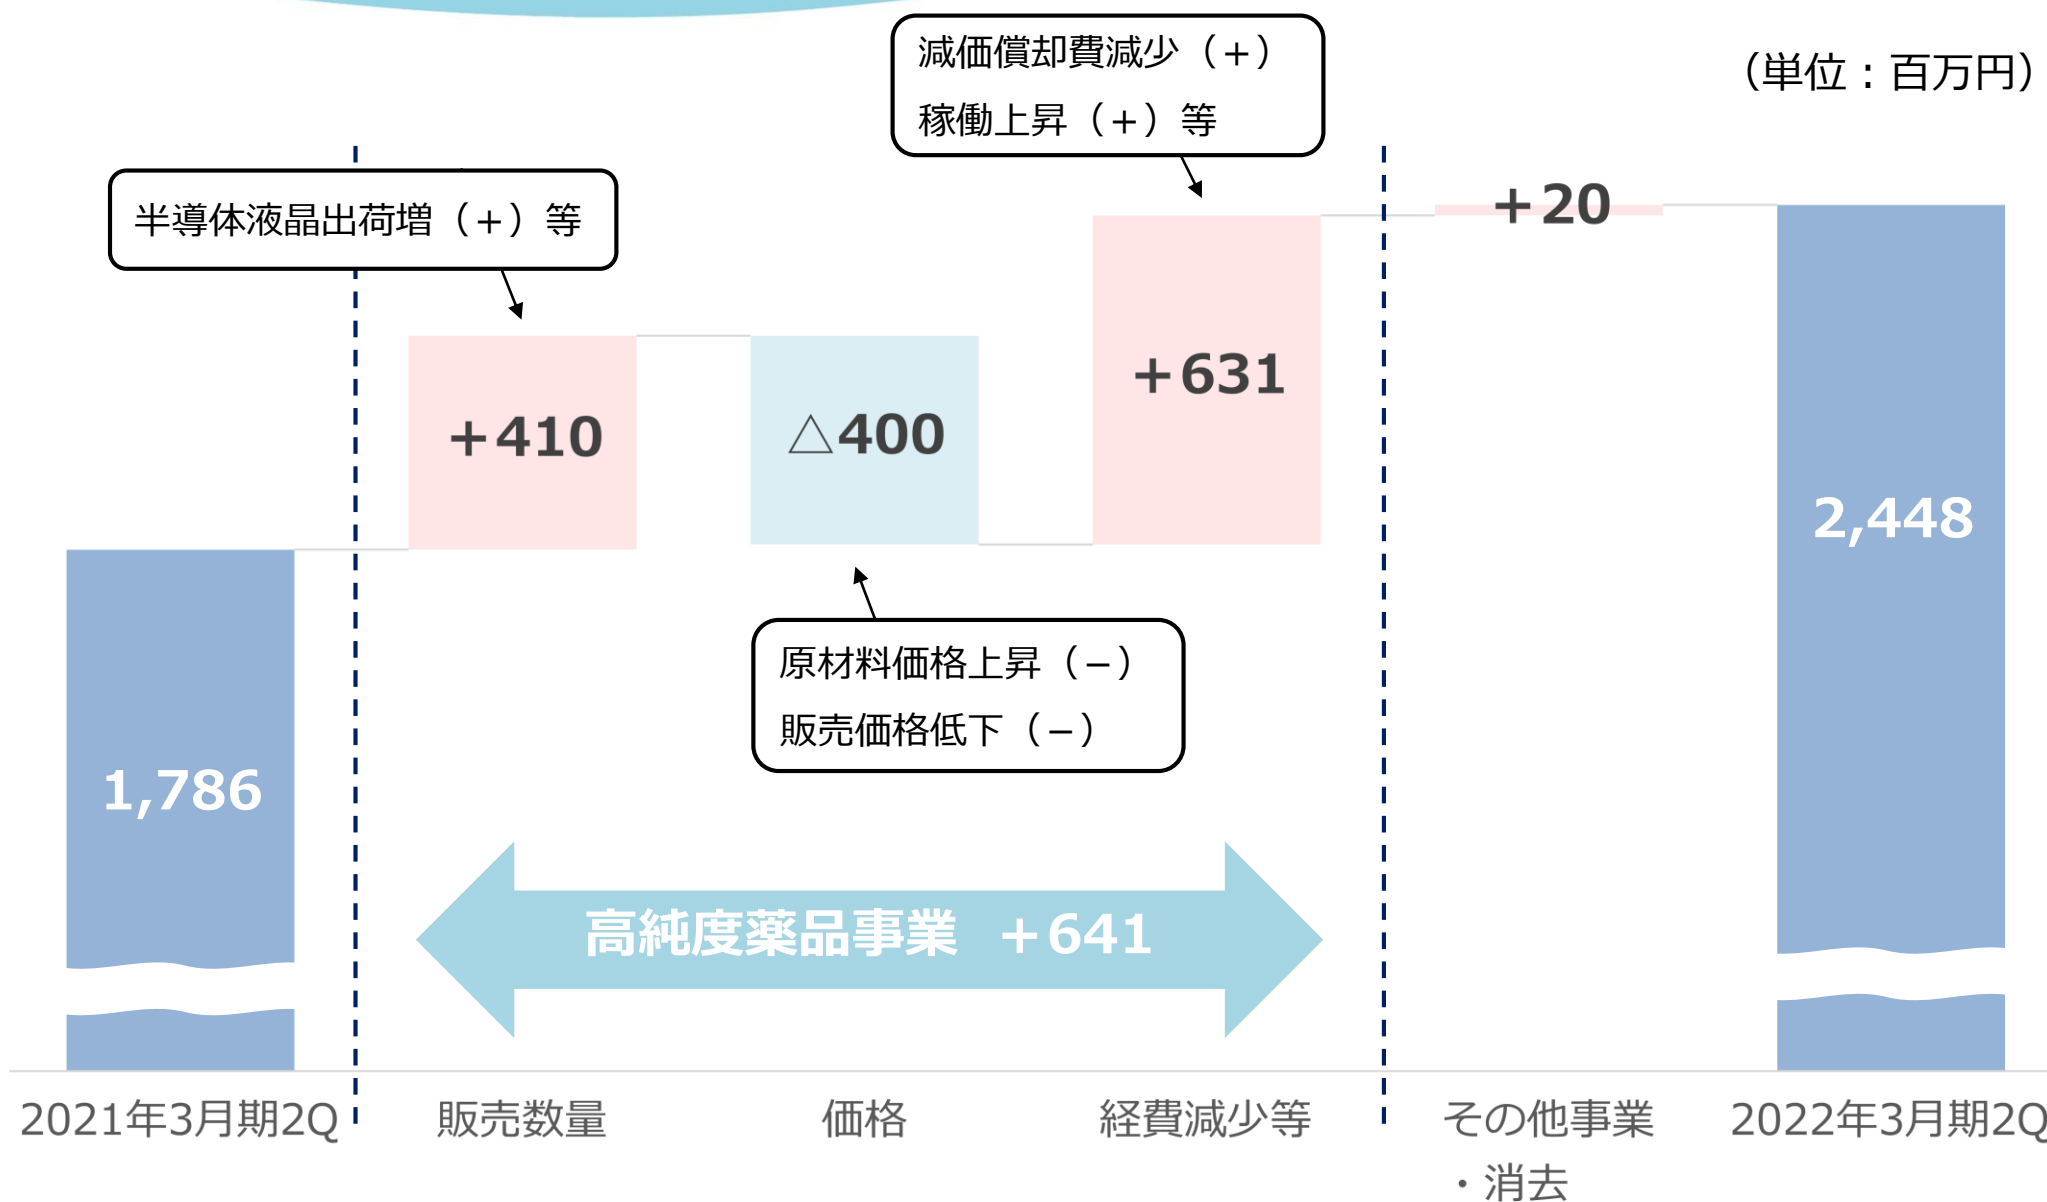 （単位：百万円）
減価償却費減少（＋）
稼働上昇（＋）等
半導体液晶出荷増（＋）等
＋20
＋631
＋410
△400
2,448
原材料価格上昇（－）
販売価格低下（－）
1,786
高純度薬品事業 ＋641
2021年3月期2Q
販売数量
価格
経費減少等
その他事業
・消去
2022年3月期2Q